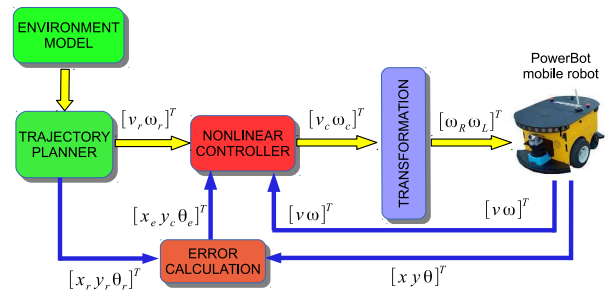 ENVIRONMENT
MODEL
PowerBot
mobile robot
TRAJECTORY
PLANNER
[v_r ω_r]^T
NONLINEAR
CONTROLLER
[v_c ω_c]^T
TRANSFORMATION
[ω_R ω_L]^T
[x_e y_c θ_e]^T
[v ω]^T
[v ω]^T
ERROR
CALCULATION
[x_r y_r θ_r]^T
[x y θ]^T